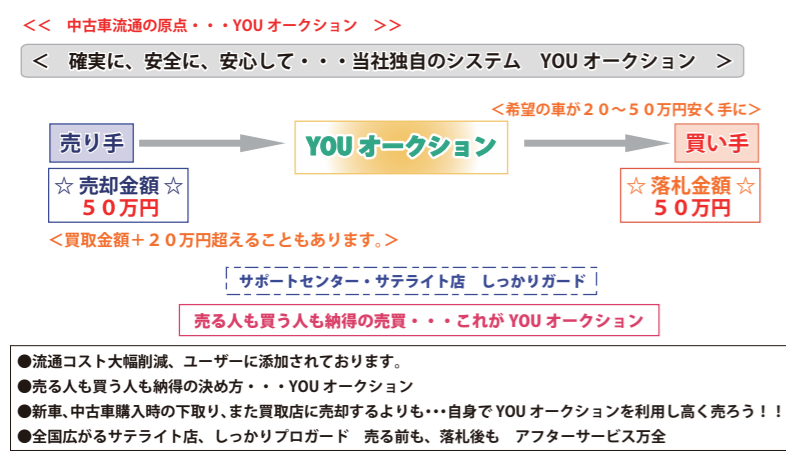 <<　中古車流通の原点・・・YOU オークション　>>
＜　確実に、安全に、安心して・・・当社独自のシステム　YOU オークション　＞
＜希望の車が２０～５０万円安く手に＞
売り手
YOU オークション
買い手
☆ 売却金額 ☆
５０万円
☆ 落札金額 ☆
５０万円
＜買取金額＋２０万円超えることもあります。＞
サポートセンター・サテライト店　しっかりガード
売る人も買う人も納得の売買・・・これが YOU オークション
●流通コスト大幅削減、ユーザーに添加されております。
●売る人も買う人も納得の決め方・・・YOU オークション
●新車、中古車購入時の下取り、また買取店に売却するよりも・・・自身で YOU オークションを利用し高く売ろう！！
●全国広がるサテライト店、しっかりプロガード　売る前も、落札後も　アフターサービス万全